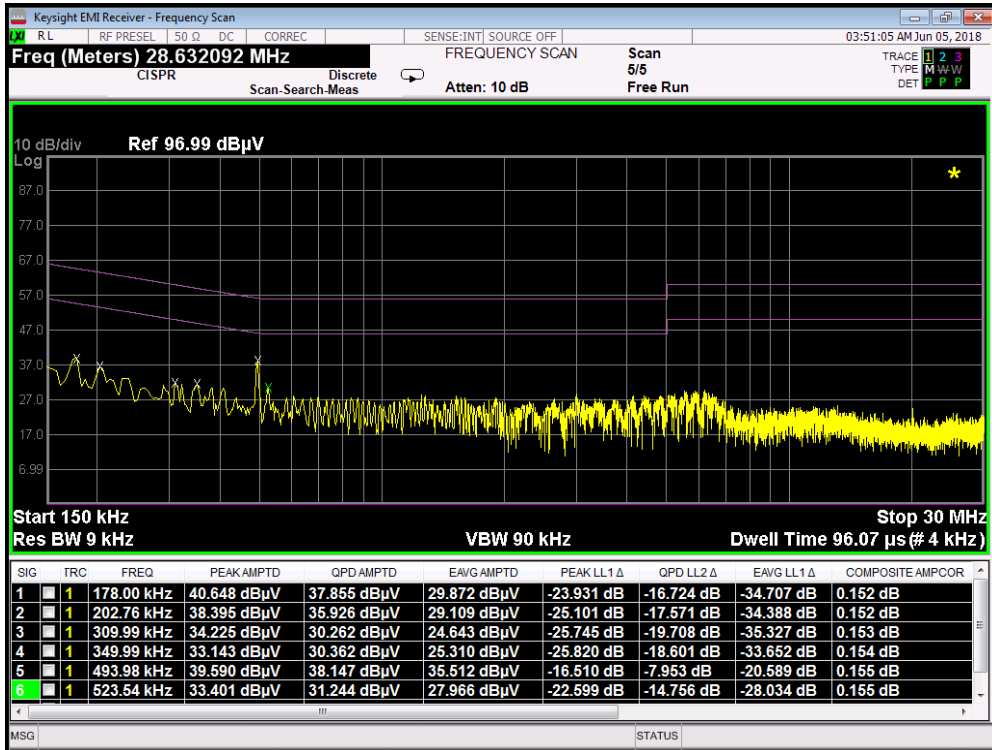 Keysight EMI Receiver - Frequency Scan
LXI RL RF PRESEL 50 Ω DC CORREC SENSE:INT SOURCE OFF 03:51:05 AM Jun 05, 2018
Freq (Meters) 28.632092 MHz FREQUENCY SCAN Scan TRACE 1 2 3
CISPR Discrete 5/5 TYPE M W W
Scan-Search-Meas Atten: 10 dB Free Run DET P P P
10 dB/div Ref 96.99 dBµV
Log
*
87.0
77.0
67.0
57.0
47.0
37.0
27.0
17.0
6.99
Start 150 kHz Stop 30 MHz
Res BW 9 kHz VBW 90 kHz Dwell Time 96.07 µs (# 4 kHz)
SIG TRC FREQ PEAK AMPTD QPD AMPTD EAVG AMPTD PEAK LL1 Δ QPD LL2 Δ EAVG LL1 Δ COMPOSITE AMPCOR
1 1 178.00 kHz 40.648 dBµV 37.855 dBµV 29.872 dBµV -23.931 dB -16.724 dB -34.707 dB 0.152 dB
2 1 202.76 kHz 38.395 dBµV 35.926 dBµV 29.109 dBµV -25.101 dB -17.571 dB -34.388 dB 0.152 dB
3 1 309.99 kHz 34.225 dBµV 30.262 dBµV 24.643 dBµV -25.745 dB -19.708 dB -35.327 dB 0.153 dB
4 1 349.99 kHz 33.143 dBµV 30.362 dBµV 25.310 dBµV -25.820 dB -18.601 dB -33.652 dB 0.154 dB
5 1 493.98 kHz 39.590 dBµV 38.147 dBµV 35.512 dBµV -16.510 dB -7.953 dB -20.589 dB 0.155 dB
6 1 523.54 kHz 33.401 dBµV 31.244 dBµV 27.966 dBµV -22.599 dB -14.756 dB -28.034 dB 0.155 dB
MSG STATUS